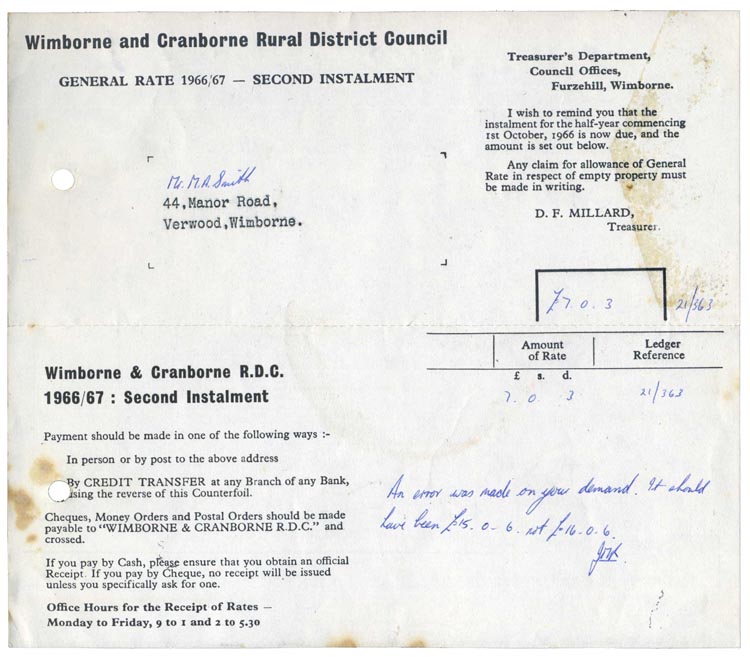 Wimborne and Cranborne Rural District Council
GENERAL RATE 1966/67 — SECOND INSTALMENT
Treasurer's Department,
Council Offices,
Furzehill, Wimborne.
I wish to remind you that the
instalment for the half-year commencing
1st October, 1966 is now due, and the
amount is set out below.
Any claim for allowance of General
Rate in respect of empty property must
be made in writing.
D. F. MILLARD,
Treasurer.
Mr. M.A. Smith
44,Manor Road,
Verwood,Wimborne.
£7. 0. 3
21/363
Amount of Rate
Ledger Reference
£ s. d.
7. 0. 3
21/363
Wimborne & Cranborne R.D.C.
1966/67 : Second Instalment
Payment should be made in one of the following ways :-
In person or by post to the above address
By CREDIT TRANSFER at any Branch of any Bank,
using the reverse of this Counterfoil.
Cheques, Money Orders and Postal Orders should be made
payable to "WIMBORNE & CRANBORNE R.D.C." and
crossed.
If you pay by Cash, please ensure that you obtain an official
Receipt. If you pay by Cheque, no receipt will be issued
unless you specifically ask for one.
Office Hours for the Receipt of Rates —
Monday to Friday, 9 to 1 and 2 to 5.30
An error was made on your demand. It should
have been £15. 0 - 6. not £16.0.6.